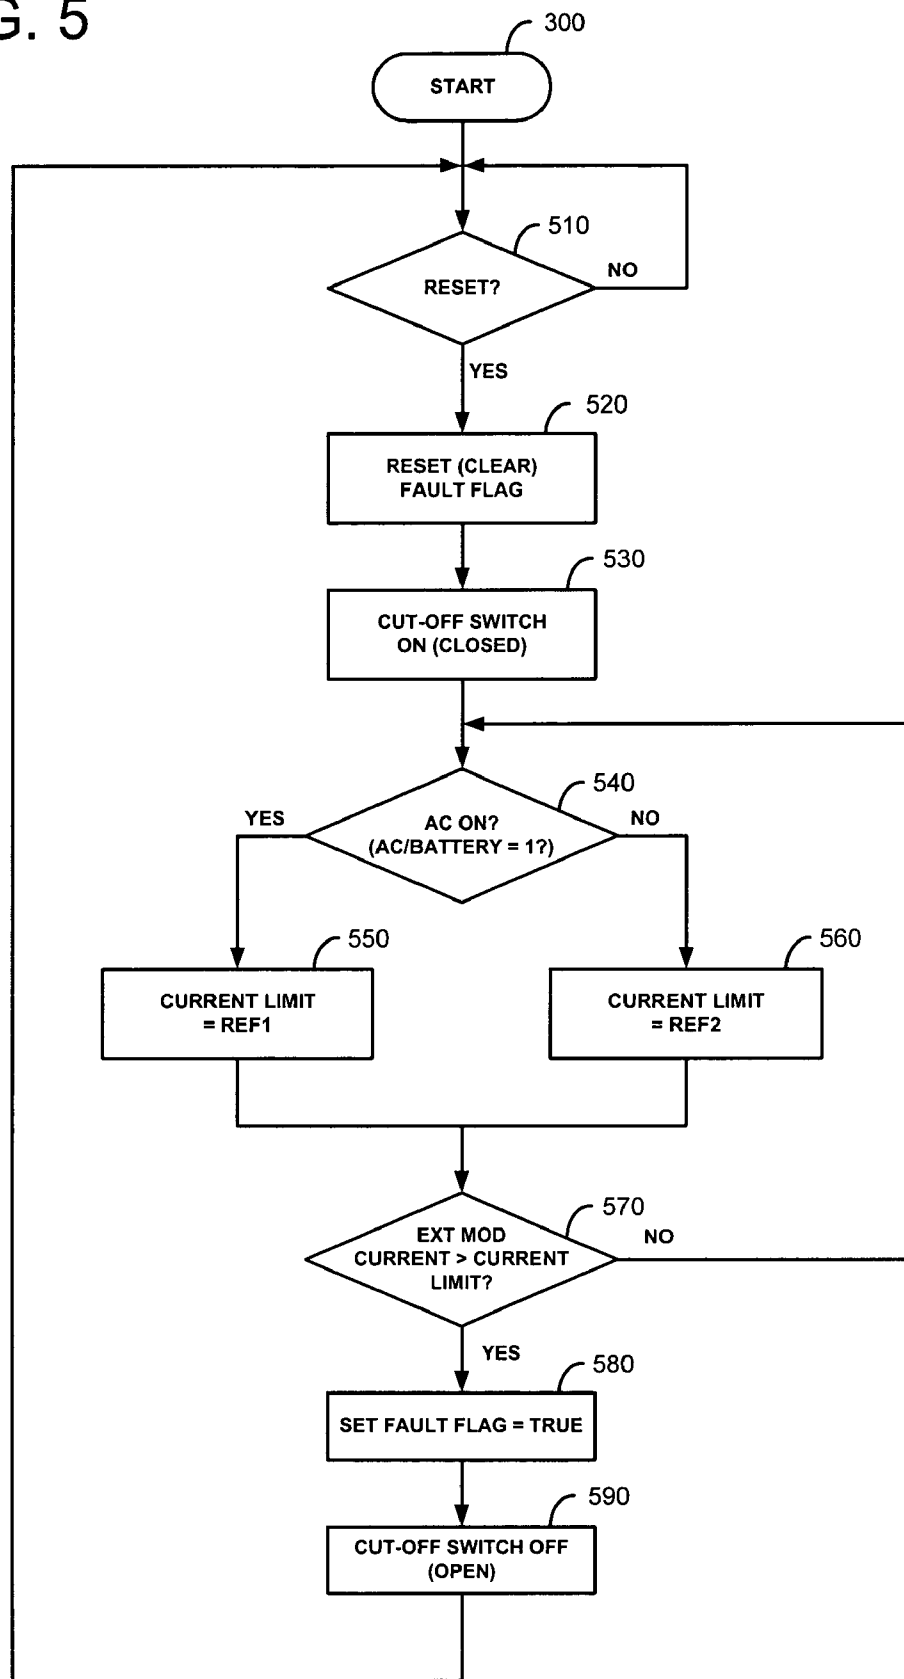 G. 5
300
START
510
RESET?
NO
YES
520
RESET (CLEAR)
FAULT FLAG
530
CUT-OFF SWITCH
ON (CLOSED)
540
YES
AC ON?
(AC/BATTERY = 1?)
NO
550
560
CURRENT LIMIT
= REF1
CURRENT LIMIT
= REF2
570
EXT MOD
CURRENT > CURRENT
LIMIT?
NO
YES
580
SET FAULT FLAG = TRUE
590
CUT-OFF SWITCH OFF
(OPEN)